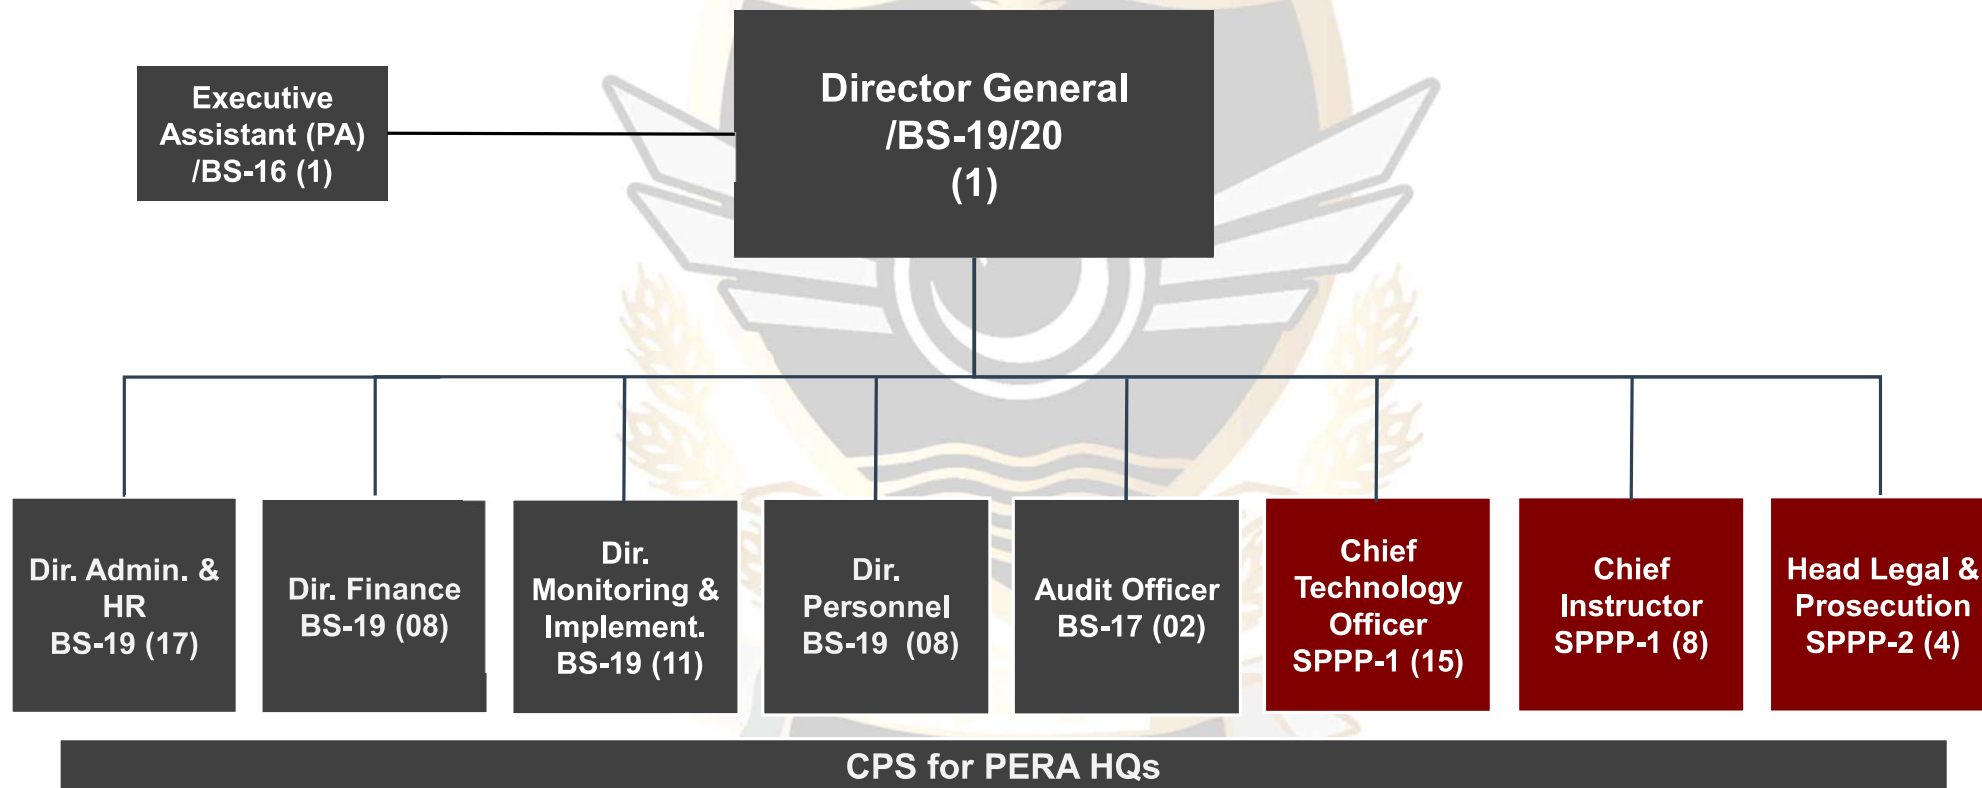 Executive
Assistant (PA)
/BS-16 (1)
Director General
/BS-19/20
(1)
Dir. Admin. &
HR
BS-19 (17)
Dir. Finance
BS-19 (08)
Dir.
Monitoring &
Implement.
BS-19 (11)
Dir.
Personnel
BS-19 (08)
Audit Officer
BS-17 (02)
Chief
Technology
Officer
SPPP-1 (15)
Chief
Instructor
SPPP-1 (8)
Head Legal &
Prosecution
SPPP-2 (4)
CPS for PERA HQs